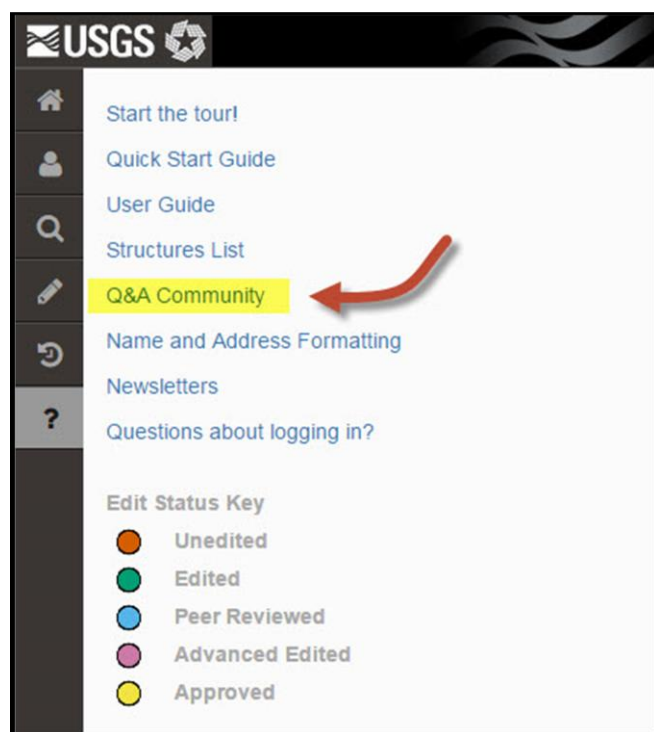 USGS
Start the tour!
Quick Start Guide
User Guide
Structures List
Q&A Community
Name and Address Formatting
Newsletters
?
Questions about logging in?
Edit Status Key
Unedited
Edited
Peer Reviewed
Advanced Edited
Approved